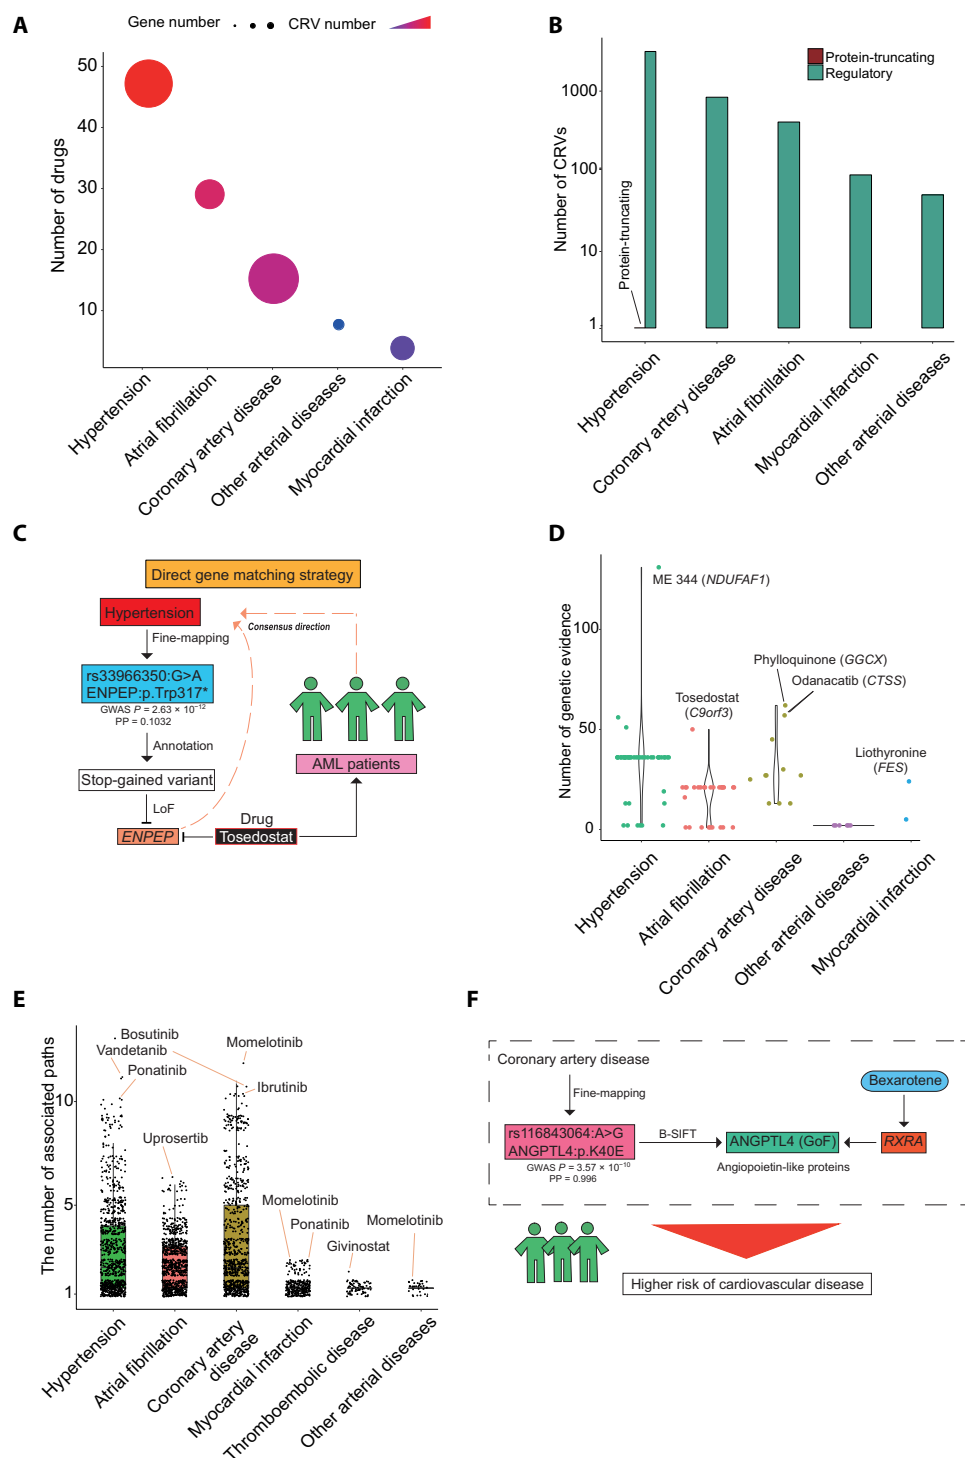 A
Gene number
CRV number
Number of drugs
50
40
30
20
10
Hypertension
Atrial fibrillation
Coronary artery disease
Other arterial diseases
Myocardial infarction
B
Protein-truncating
Regulatory
Number of CRVs
1000
100
10
1
Protein-truncating
Hypertension
Coronary artery disease
Atrial fibrillation
Myocardial infarction
Other arterial diseases
C
Direct gene matching strategy
Hypertension
Consensus direction
Fine-mapping
rs33966350:G>A
ENPEP:p.Trp317*
GWAS P = 2.63 × 10⁻¹²
PP = 0.1032
Annotation
Stop-gained variant
AML patients
LoF
Drug
ENPEP
Tosedostat
D
Number of genetic evidence
100
50
0
ME 344 (NDUFAF1)
Phylloquinone (GGCX)
Odanacatib (CTSS)
Tosedostat
(C9orf3)
Liothyronine
(FES)
Hypertension
Atrial fibrillation
Coronary artery disease
Other arterial diseases
Myocardial infarction
E
The number of associated paths
10
5
1
Bosutinib
Vandetanib
Ponatinib
Momelotinib
Ibrutinib
Uprosertib
Momelotinib
Ponatinib
Givinostat
Momelotinib
Hypertension
Atrial fibrillation
Coronary artery
disease
Myocardial infarction
Thromboembolic disease
Other arterial diseases
F
Coronary artery disease
Bexarotene
Fine-mapping
rs116843064:A>G
ANGPTL4:p.K40E
B-SIFT
ANGPTL4 (GoF)
RXRA
GWAS P = 3.57 × 10⁻¹⁰
PP = 0.996
Angiopoietin-like proteins
Higher risk of cardiovascular disease